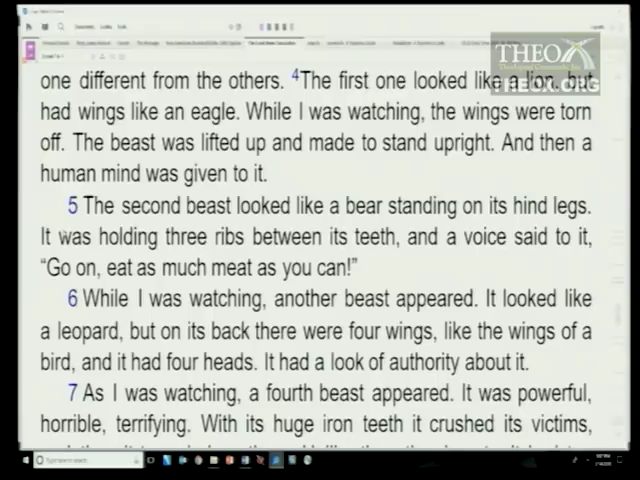 THEOX
THEOX.ORG
one different from the others. 4The first one looked like a lion, but
had wings like an eagle. While I was watching, the wings were torn
off. The beast was lifted up and made to stand upright. And then a
human mind was given to it.
5 The second beast looked like a bear standing on its hind legs.
It was holding three ribs between its teeth, and a voice said to it,
“Go on, eat as much meat as you can!”
6 While I was watching, another beast appeared. It looked like
a leopard, but on its back there were four wings, like the wings of a
bird, and it had four heads. It had a look of authority about it.
7 As I was watching, a fourth beast appeared. It was powerful,
horrible, terrifying. With its huge iron teeth it crushed its victims,